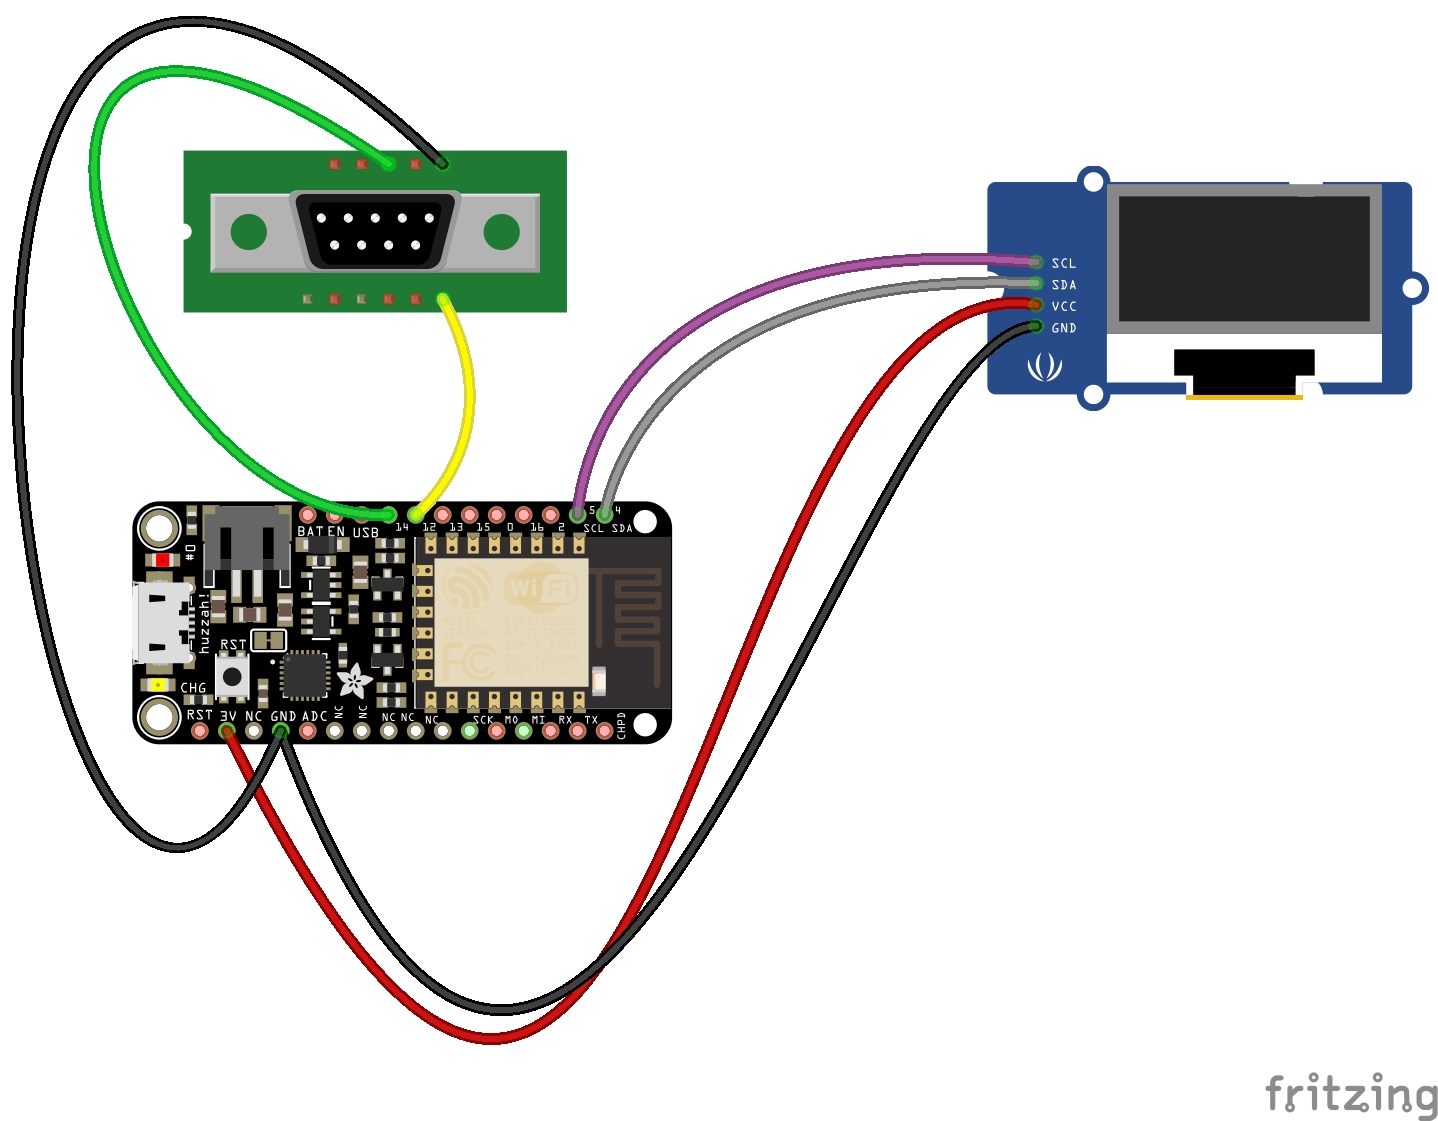 SCL
SDA
VCC
GND
5 4
14 12 13 15 0 16 2 SCL SDA
BAT EN USB
#0
huzzah!
WiFi
FC
RST
CHG
RST 3V NC GND ADC NC NC NC NC NC SCK MO MI RX TX CHPD
fritzing